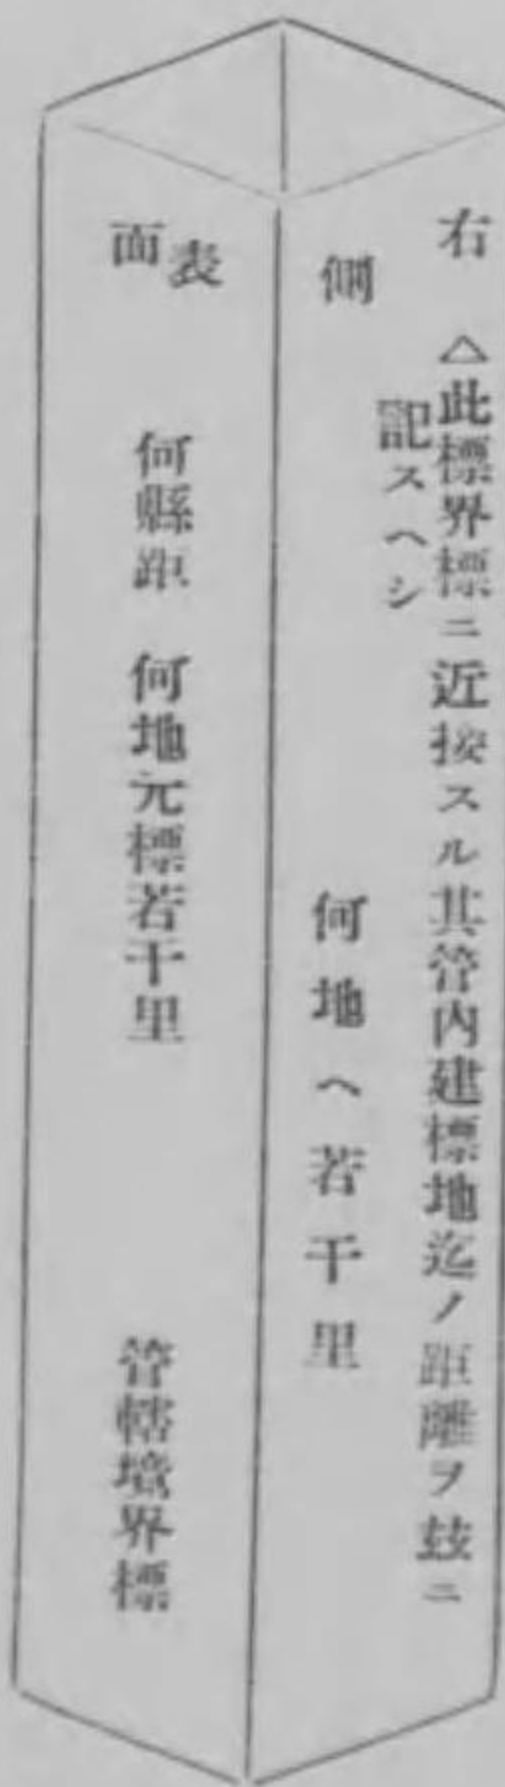 右側
△此標界標ニ近接スル其管内建標地迄ノ距離ヲ玆ニ
記スヘシ
何地ヘ若干里
表面
何縣距 何地元標若干里
管轄境界標